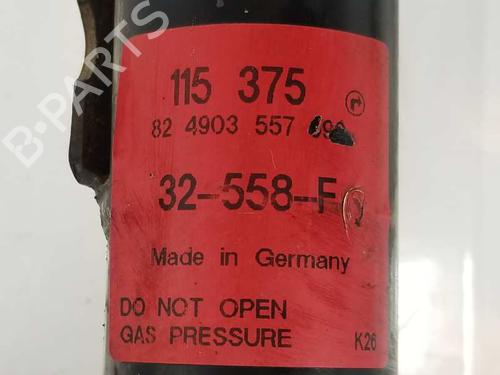 B-PARTS
115 375
82 4903 557
32-558-F
Made in Germany
DO NOT OPEN
GAS PRESSURE K26